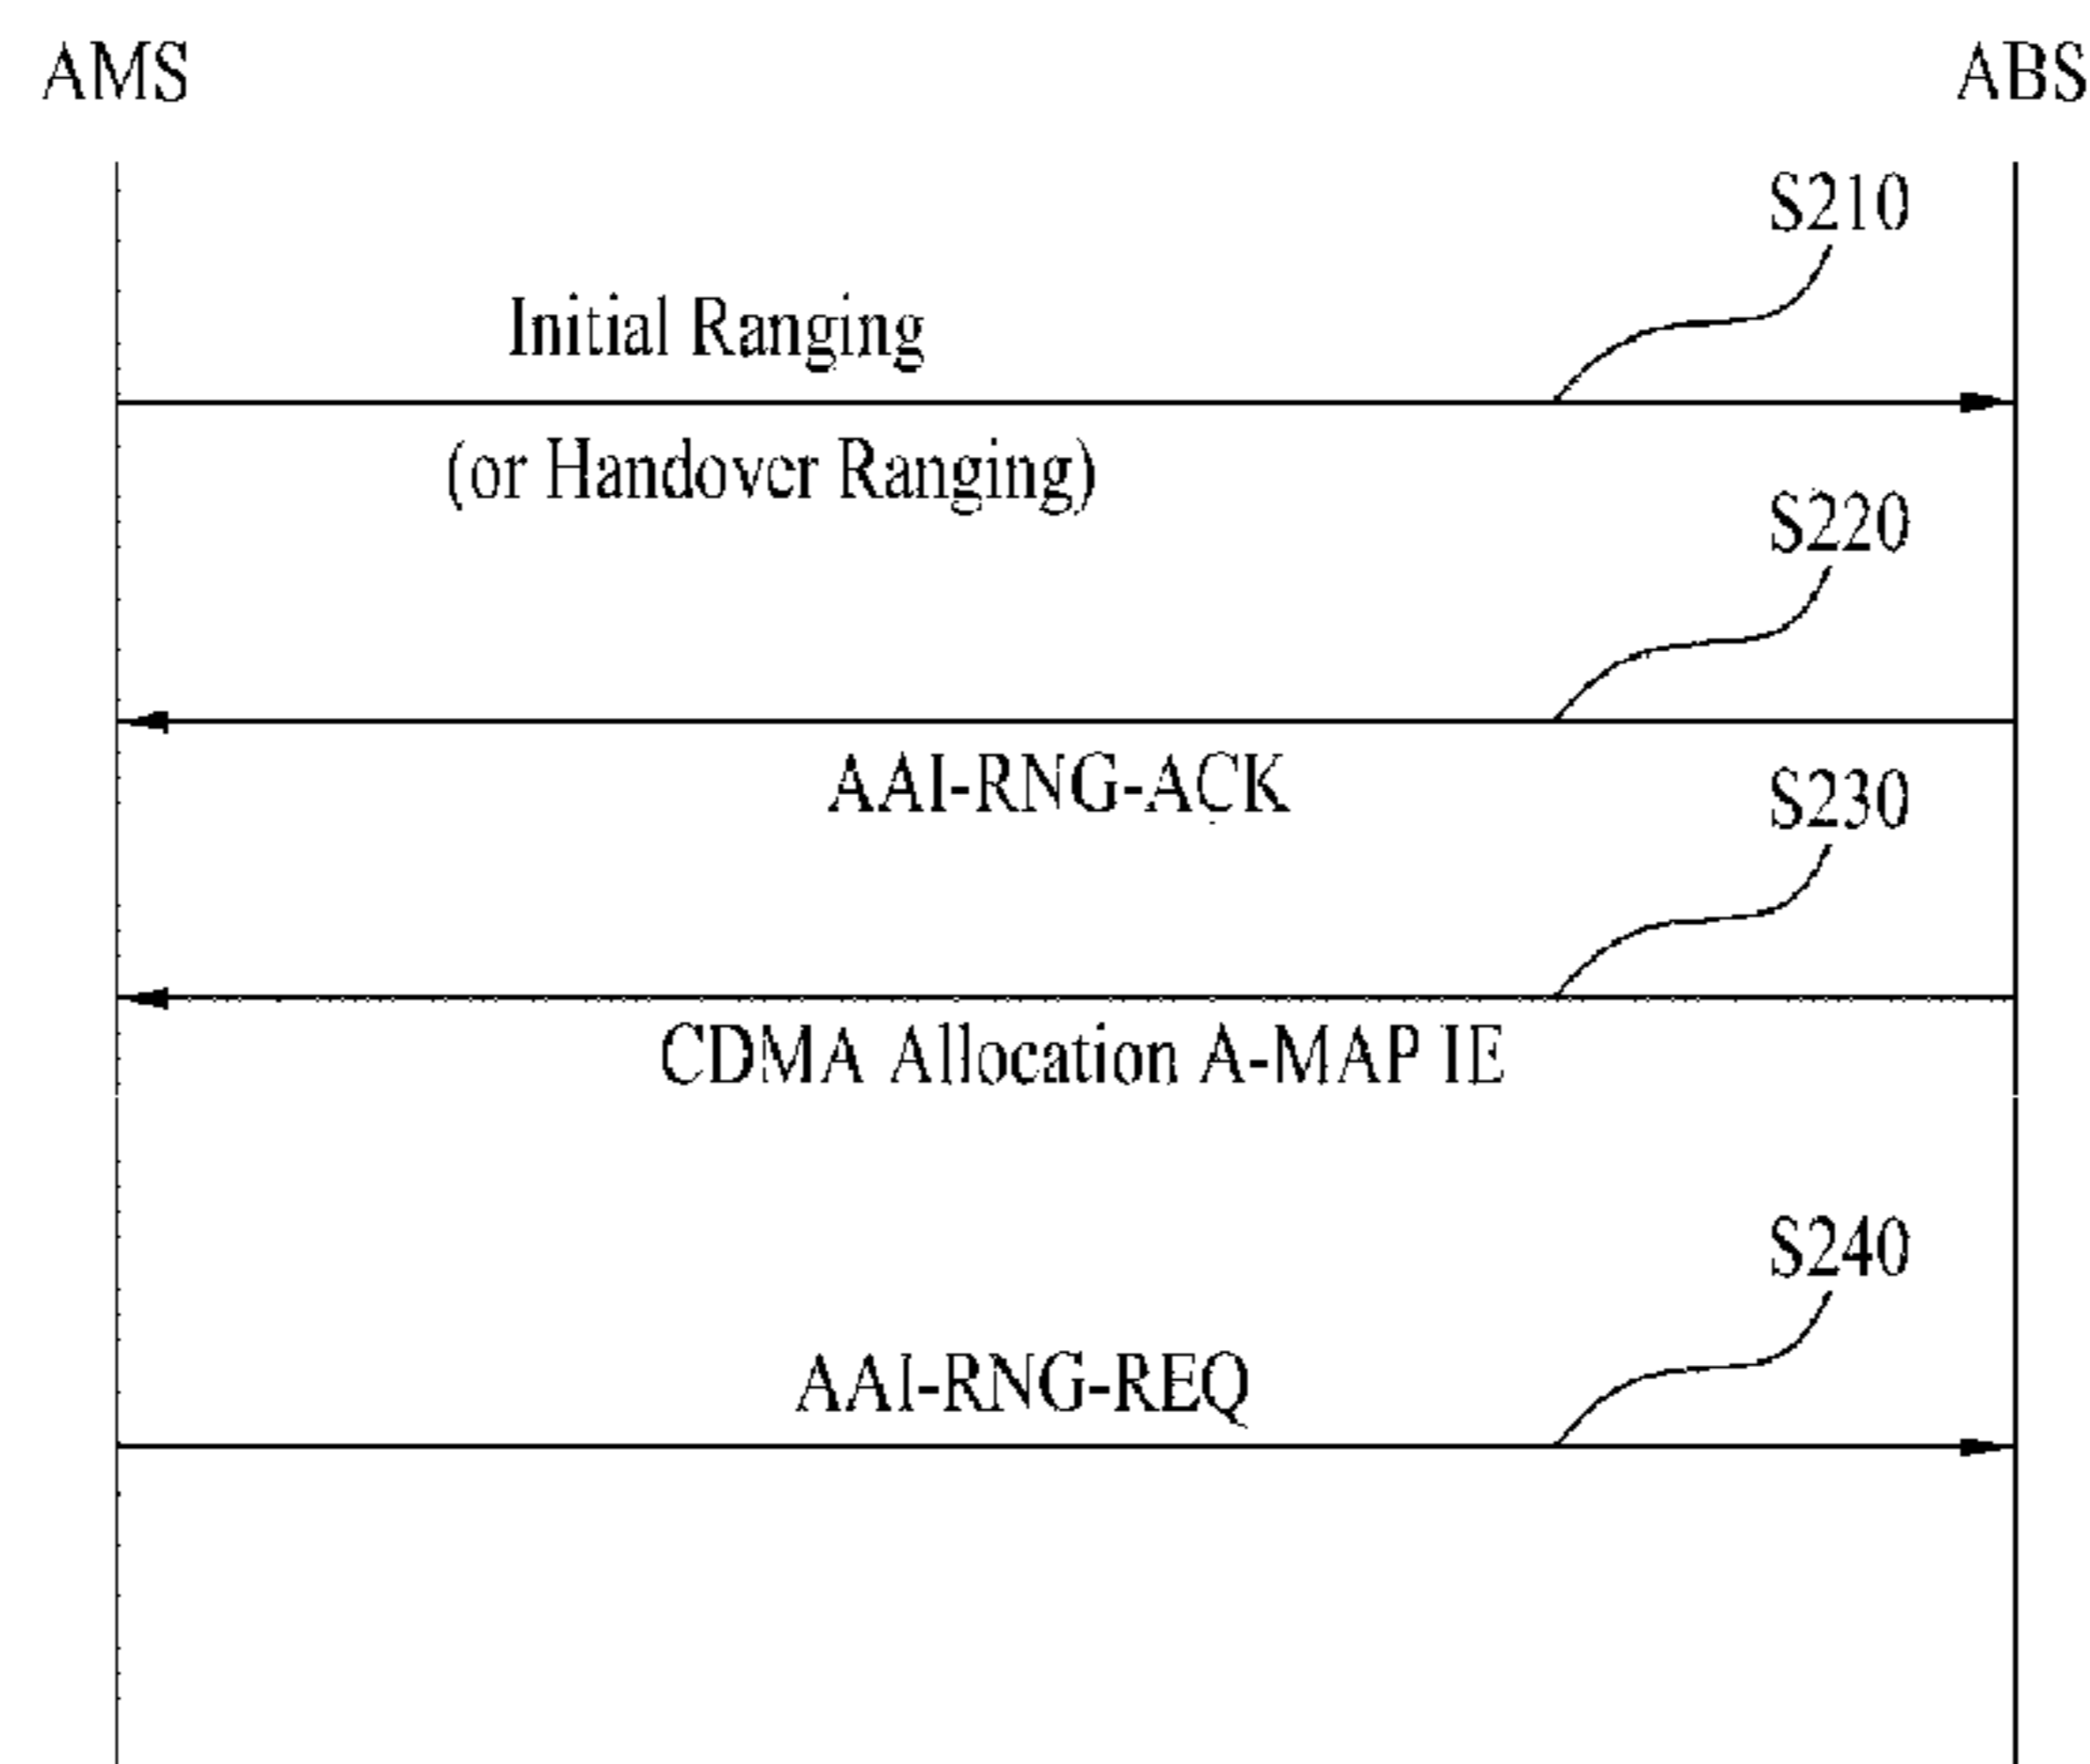 AMS
ABS
S210
Initial Ranging
(or Handover Ranging)
S220
AAI-RNG-ACK
S230
CDMA Allocation A-MAP IE
S240
AAI-RNG-REQ